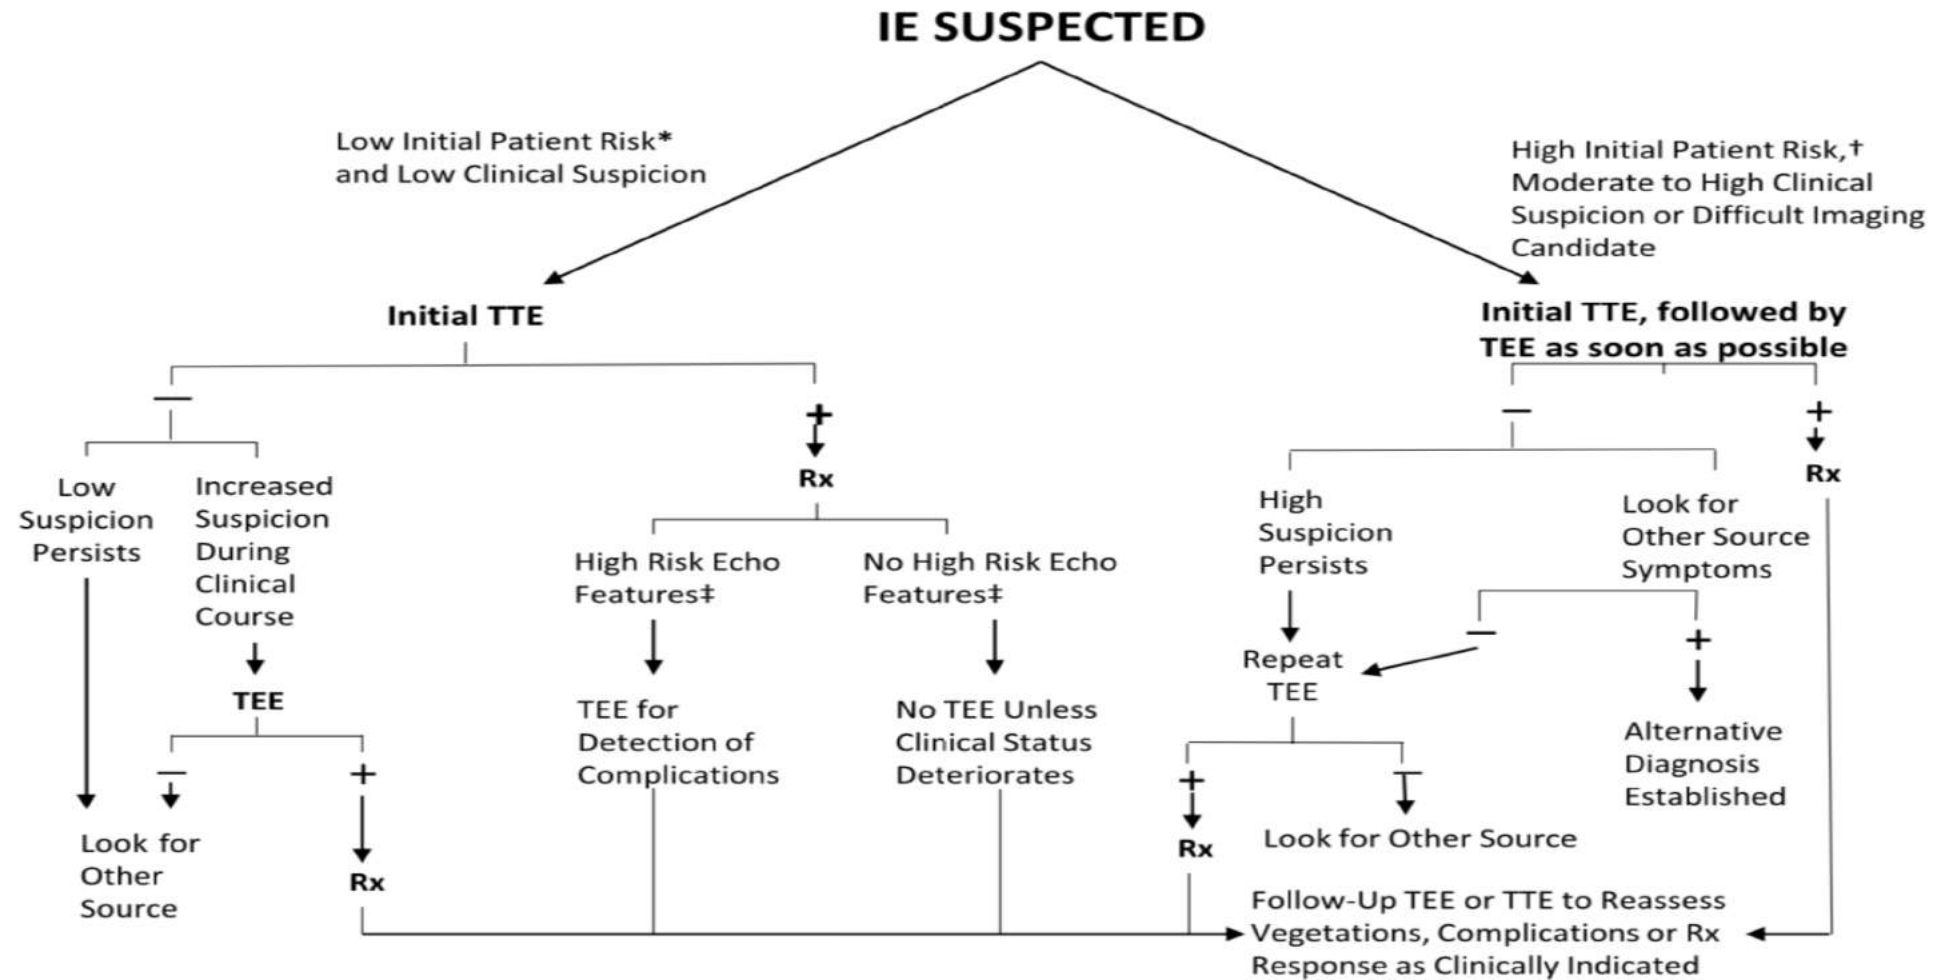 IE SUSPECTED
Low Initial Patient Risk*
and Low Clinical Suspicion
High Initial Patient Risk,†
Moderate to High Clinical
Suspicion or Difficult Imaging
Candidate
Initial TTE
Initial TTE, followed by
TEE as soon as possible
—
+
Rx
Low
Suspicion
Persists
Increased
Suspicion
During
Clinical
Course
TEE
—
+
Look for
Other
Source
Rx
High Risk Echo
Features‡
TEE for
Detection of
Complications
No High Risk Echo
Features‡
No TEE Unless
Clinical Status
Deteriorates
—
+
Rx
High
Suspicion
Persists
Look for
Other Source
Symptoms
—
+
Repeat
TEE
Alternative
Diagnosis
Established
+
—
Rx
Look for Other Source
Follow-Up TEE or TTE to Reassess
Vegetations, Complications or Rx
Response as Clinically Indicated